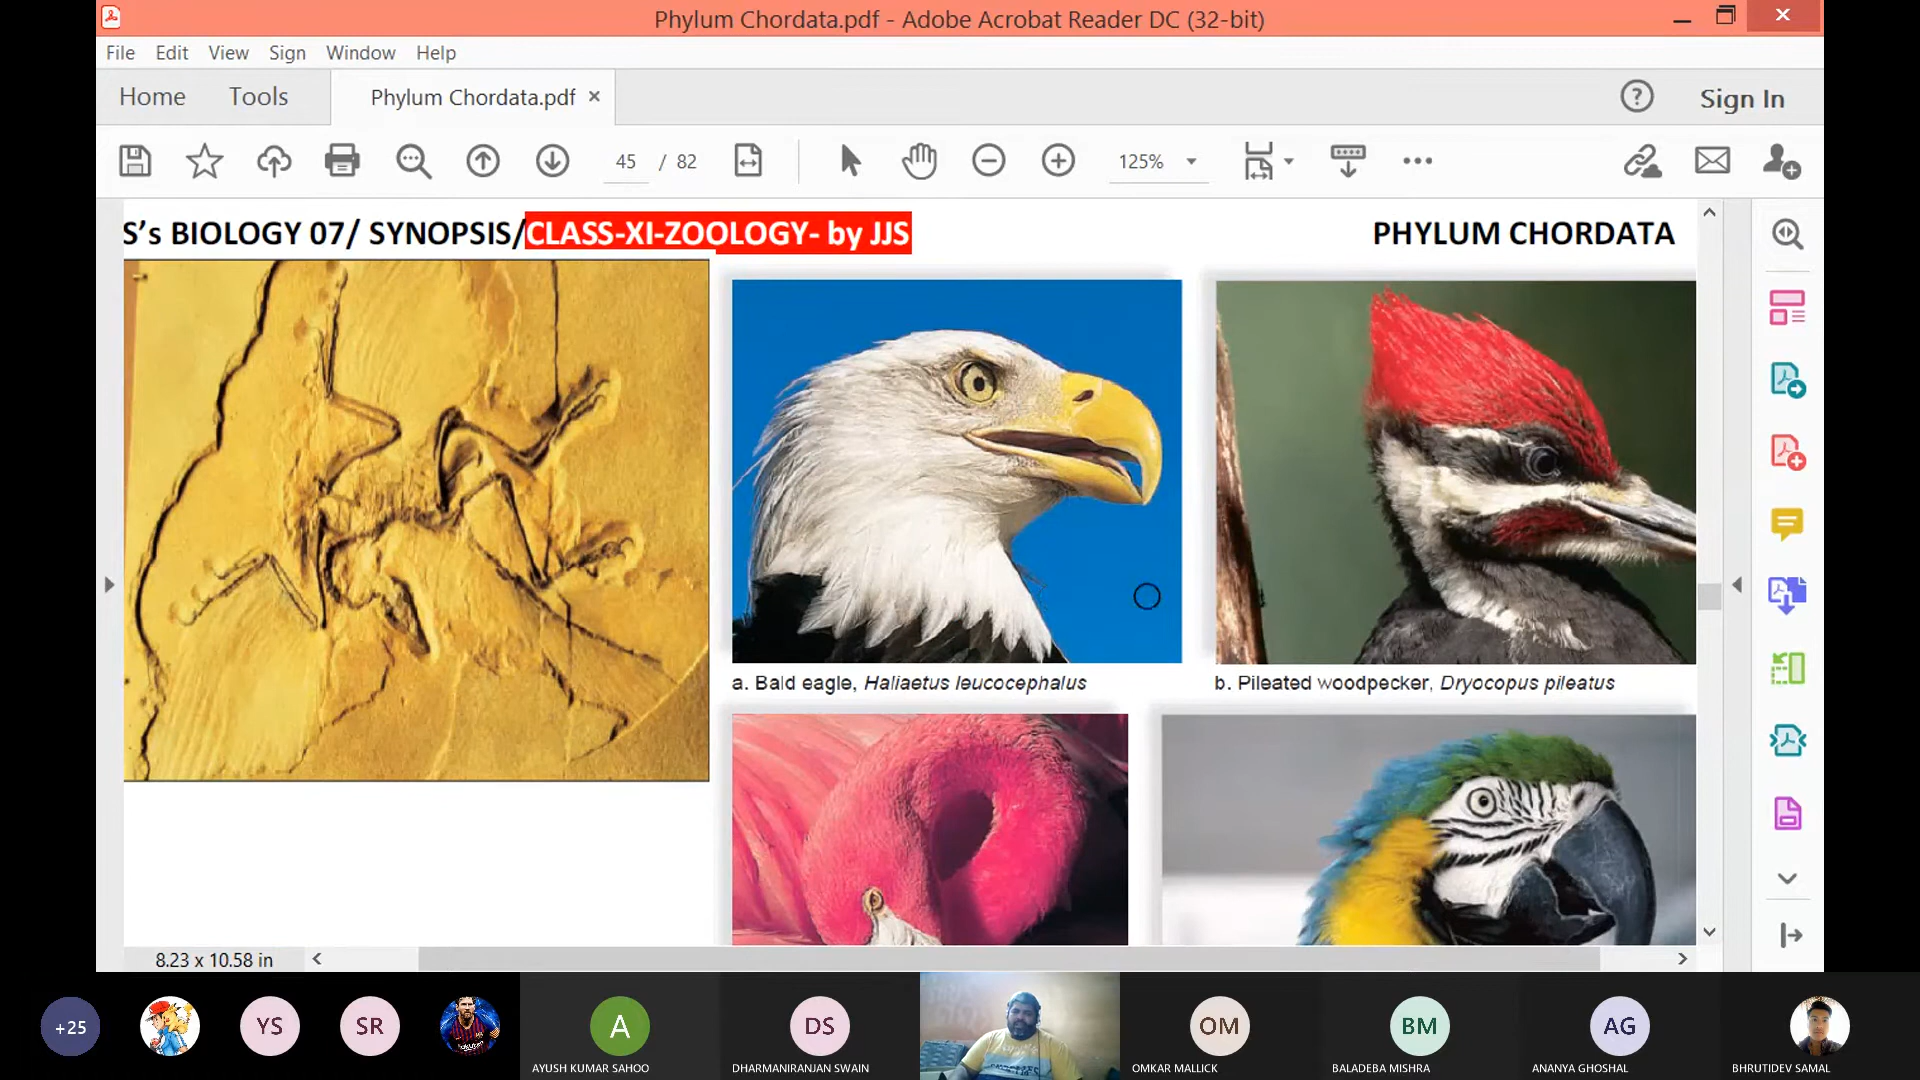 Phylum Chordata.pdf - Adobe Acrobat Reader DC (32-bit)
File Edit View Sign Window Help
Home Tools Phylum Chordata.pdf × ? Sign In
45 / 82 125%
S's BIOLOGY 07/ SYNOPSIS/CLASS-XI-ZOOLOGY- by JJS PHYLUM CHORDATA
a. Bald eagle, Haliaetus leucocephalus b. Pileated woodpecker, Dryocopus pileatus
8.23 x 10.58 in
+25 YS SR A DS OM BM AG
AYUSH KUMAR SAHOO DHARMANIRANJAN SWAIN OMKAR MALLICK BALADEBA MISHRA ANANYA GHOSHAL BHRUTIDEV SAMAL